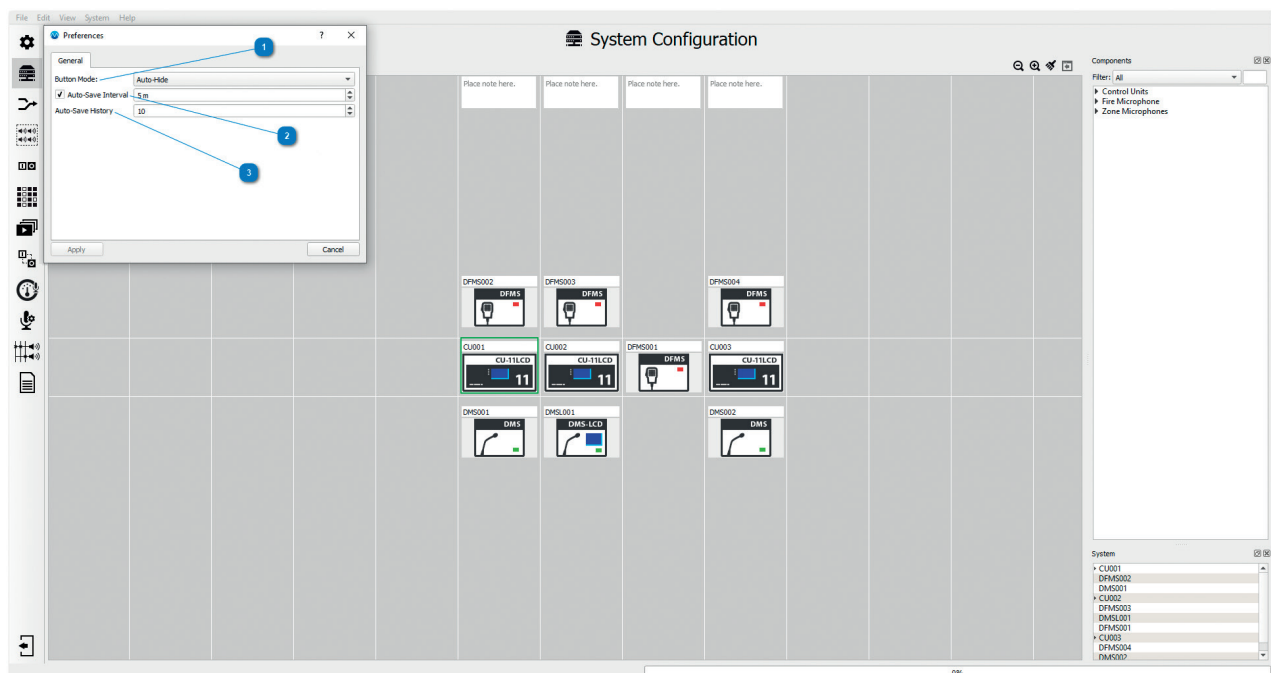 File Edit View System Help
Preferences ? ×
General
Button Mode: Auto-Hide
Auto-Save Interval 5 m
Auto-Save History 10
Apply Cancel
1
2
3
System Configuration
Place note here. Place note here. Place note here. Place note here.
DFMS002 DFMS003 DFMS004
DFMS DFMS DFMS
CU001 CU002 DFMS001 CU003
CU-11LCD CU-11LCD DFMS CU-11LCD
11 11 11
DMS001 DMSL001 DMS002
DMS DMS-LCD DMS
Components
Filter: All
Control Units
Fire Microphone
Zone Microphones
System
CU001
DFMS002
DMS001
CU002
DFMS003
DMSL001
DFMS001
CU003
DFMS004
DMS002
0%